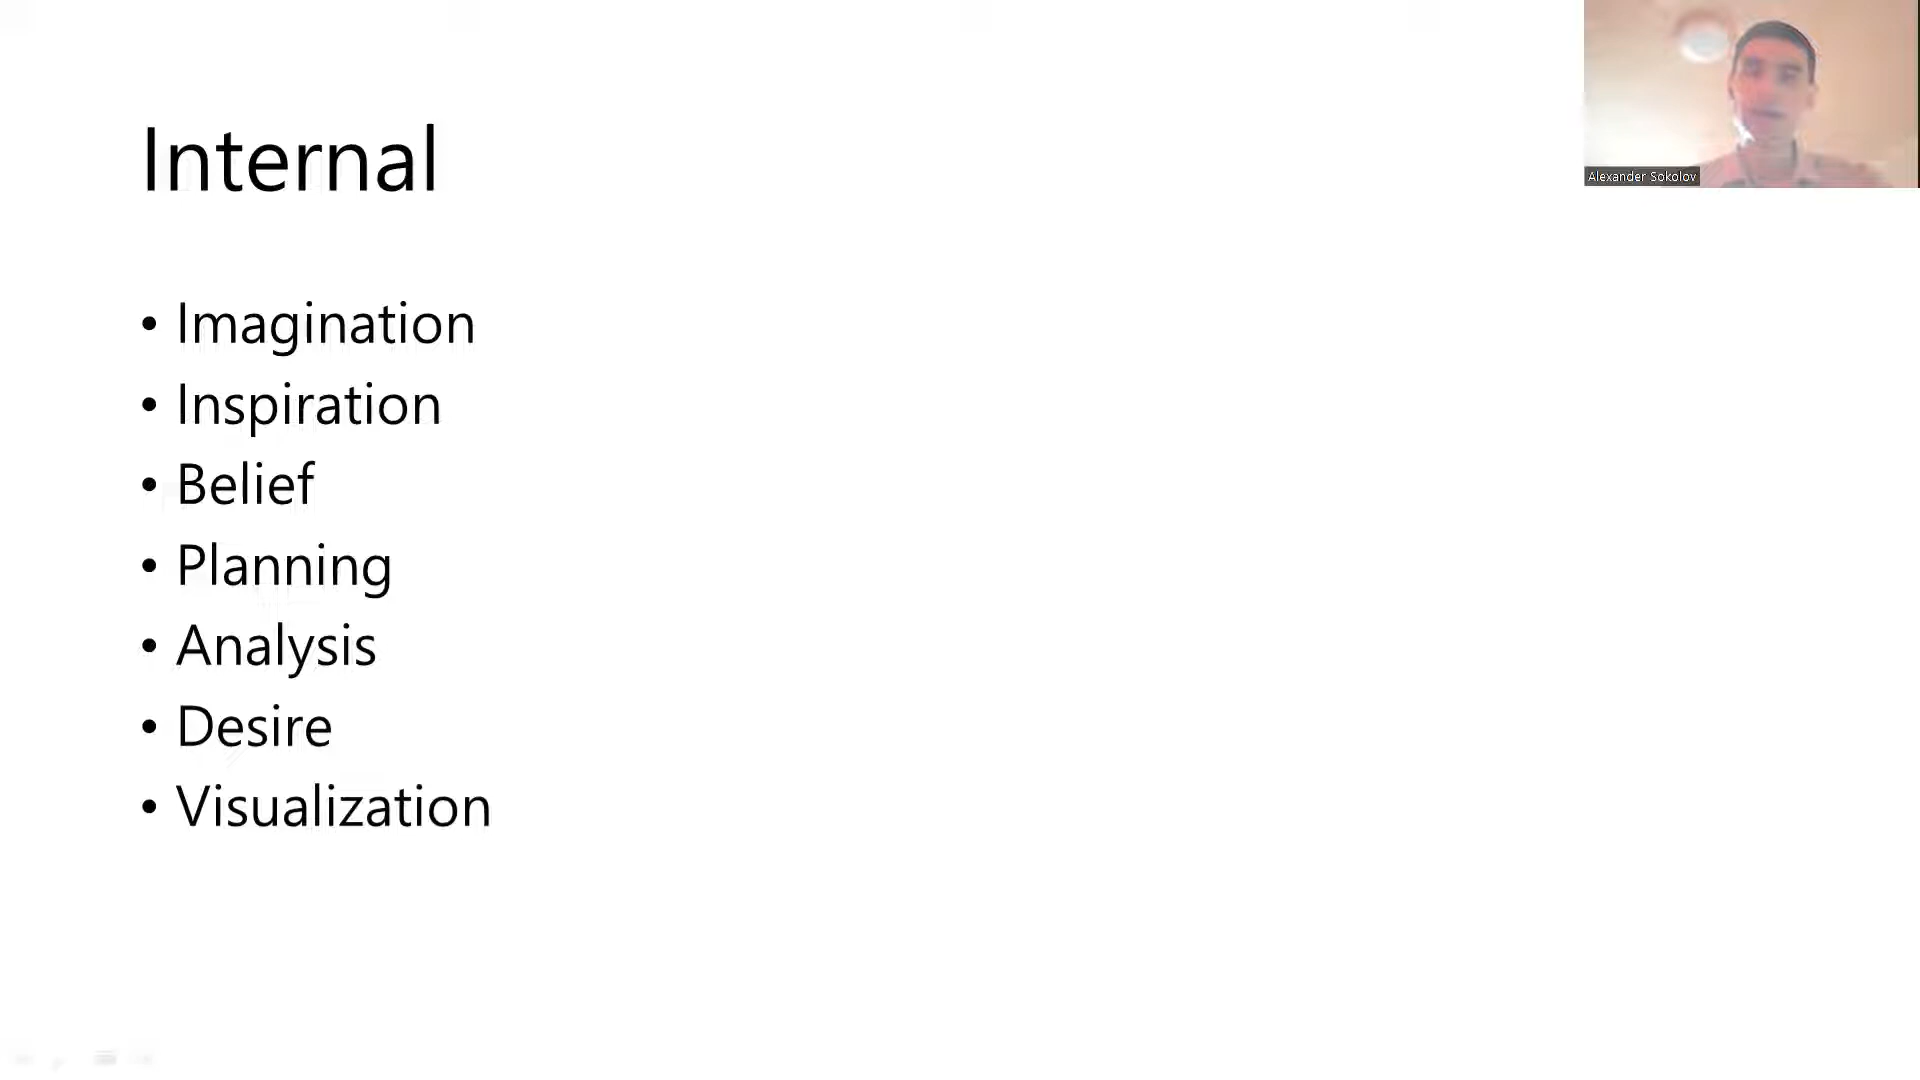 Internal
• Imagination
• Inspiration
• Belief
• Planning
• Analysis
• Desire
• Visualization
Alexander Sokolov